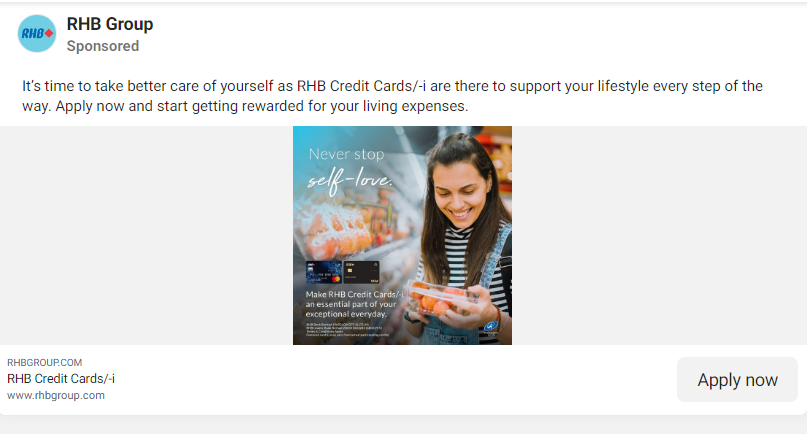 RHB
RHB Group
Sponsored
It's time to take better care of yourself as RHB Credit Cards/-i are there to support your lifestyle every step of the
way. Apply now and start getting rewarded for your living expenses.
Never stop
self-love.
Make RHB Credit Cards/-i
an essential part of your
exceptional everyday.
RHBGROUP.COM
RHB Credit Cards/-i
www.rhbgroup.com
Apply now